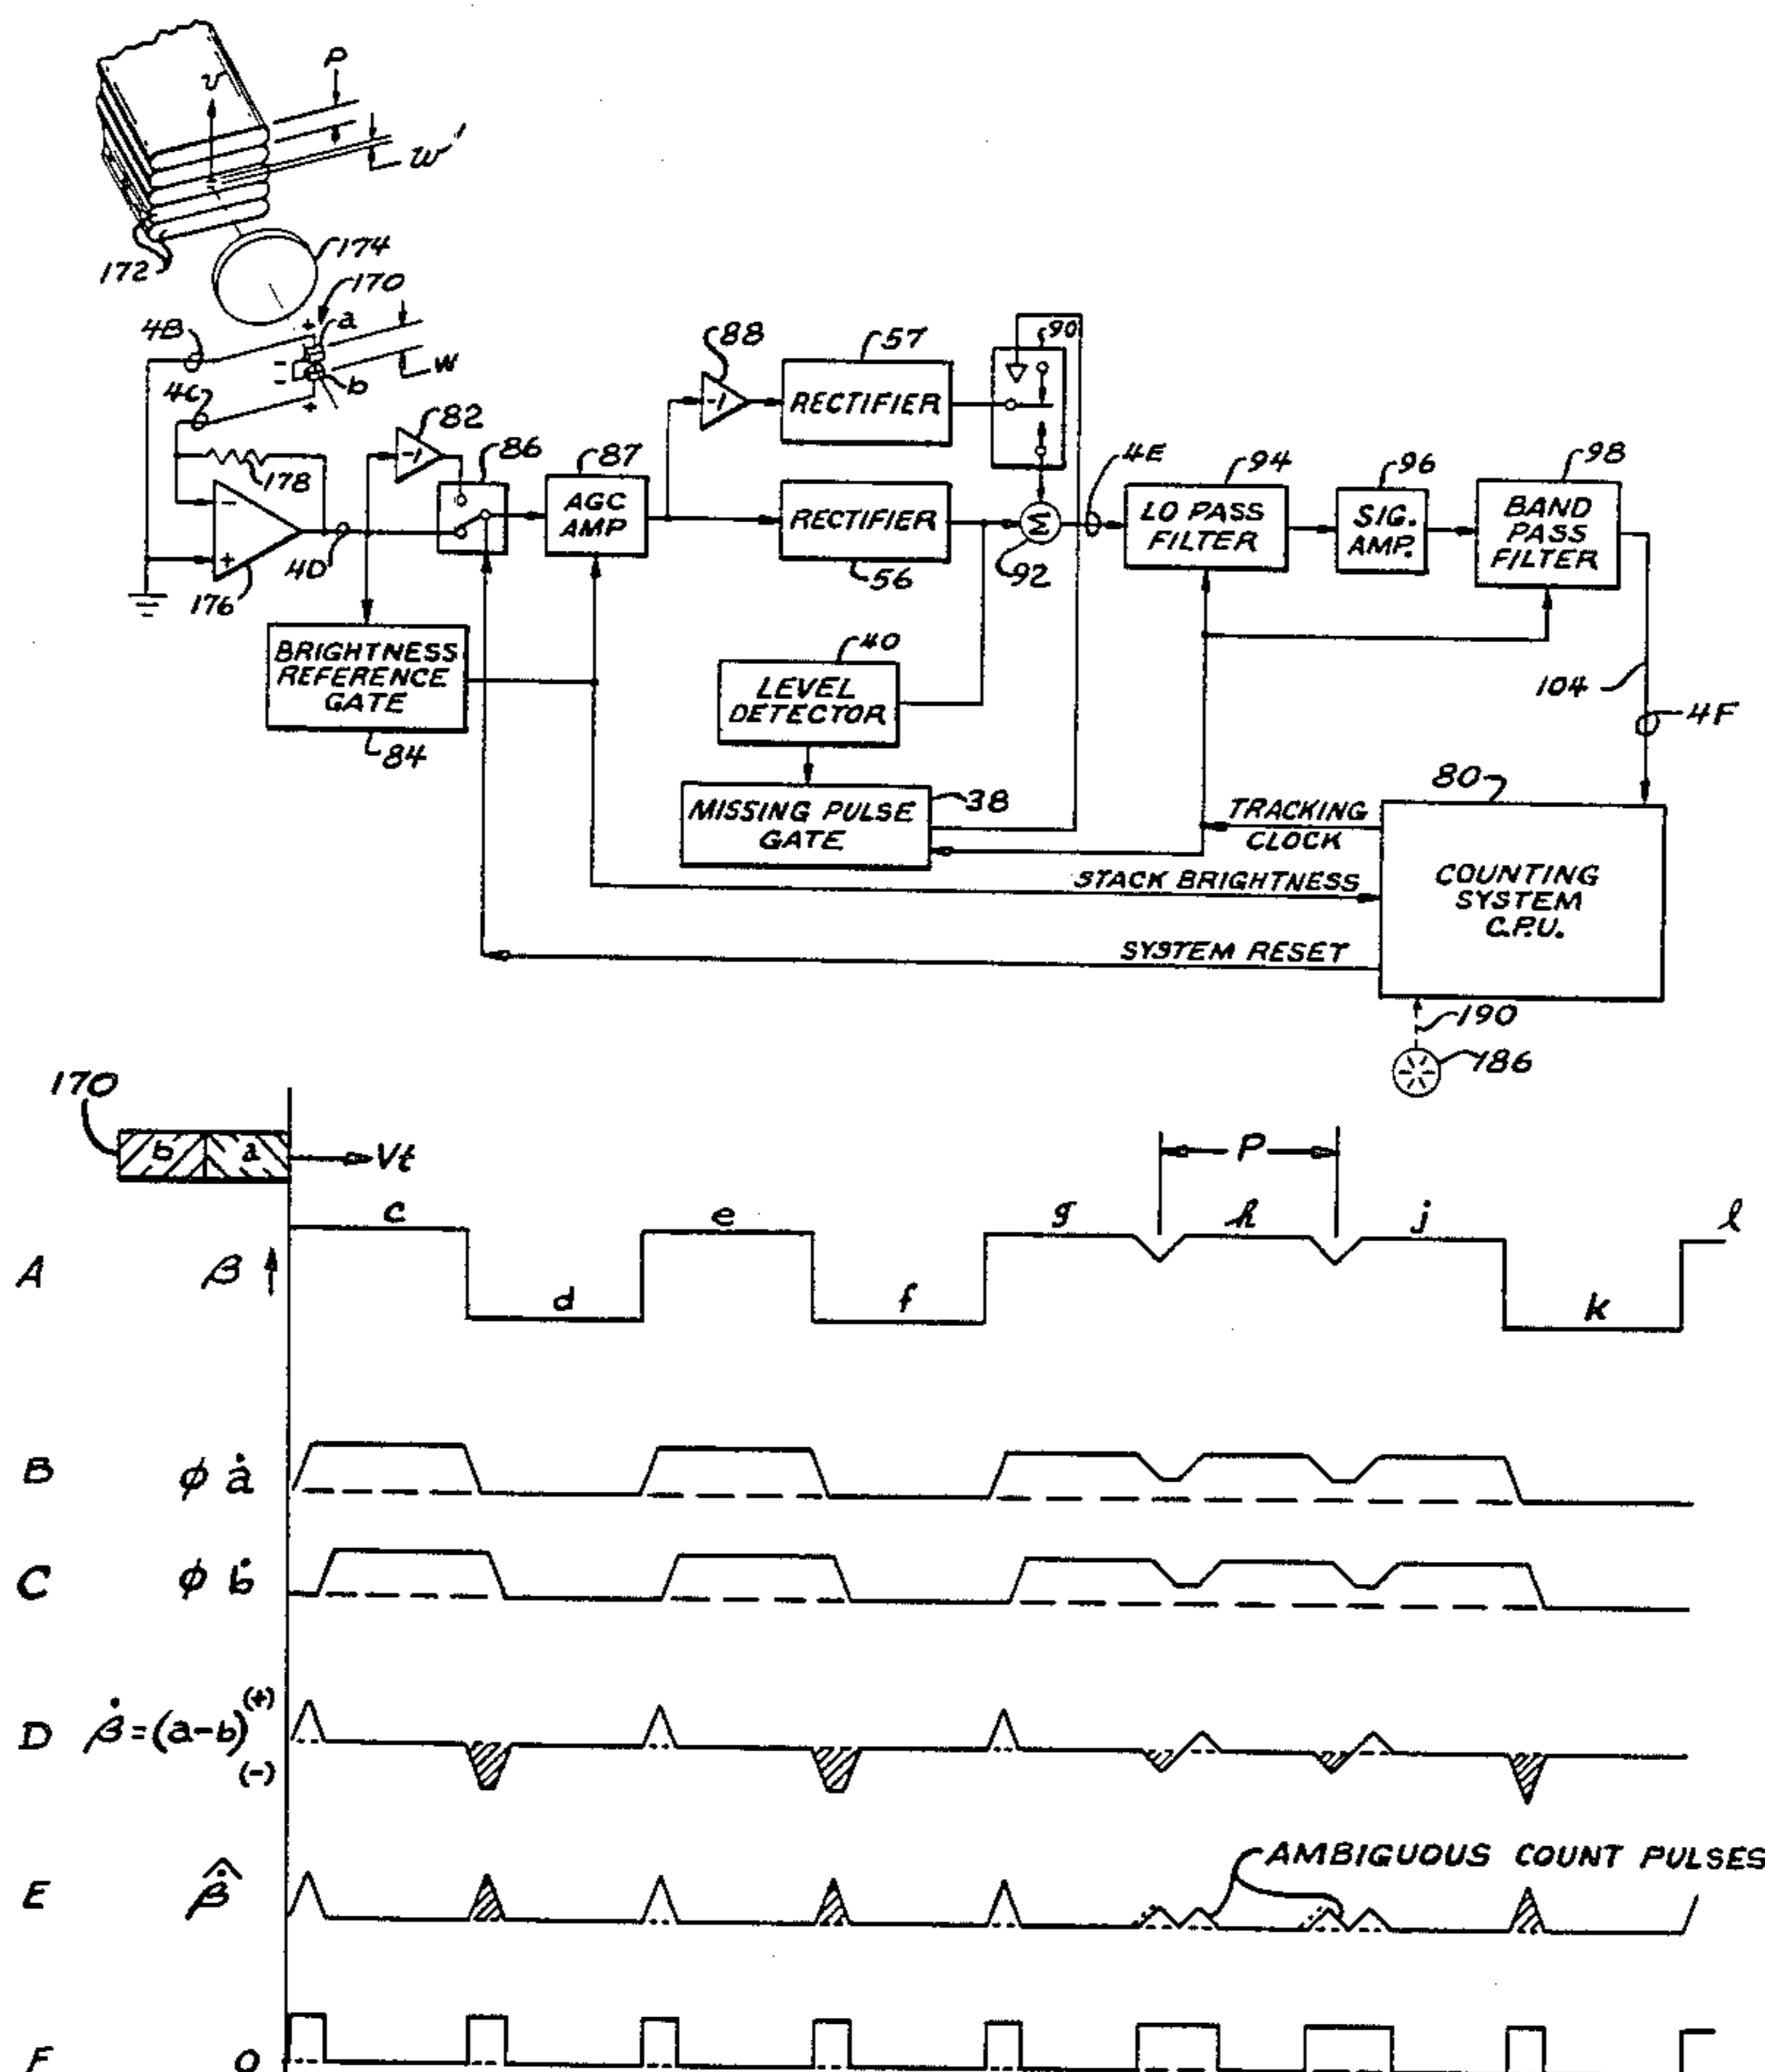 P
v
W'
172
174
170
4B
a
W
b
4C
82
88
57
90
RECTIFIER
178
-1
-1
86
87
4E
94
96
98
AGC
AMP
RECTIFIER
Σ
LO PASS
FILTER
SIG.
AMP.
BAND
PASS
FILTER
-
+
176
4D
56
92
BRIGHTNESS
REFERENCE
GATE
84
40
LEVEL
DETECTOR
104
4F
MISSING PULSE
GATE
38
80
TRACKING
CLOCK
STACK BRIGHTNESS
COUNTING
SYSTEM
C.P.U.
SYSTEM RESET
190
186
170
b a Vt
P
c e g h j l
A β
d f k
B φ ȧ
C φ ḃ
D β̇=(a-b) (+)
(-)
AMBIGUOUS COUNT PULSES
E β̇̂
F O